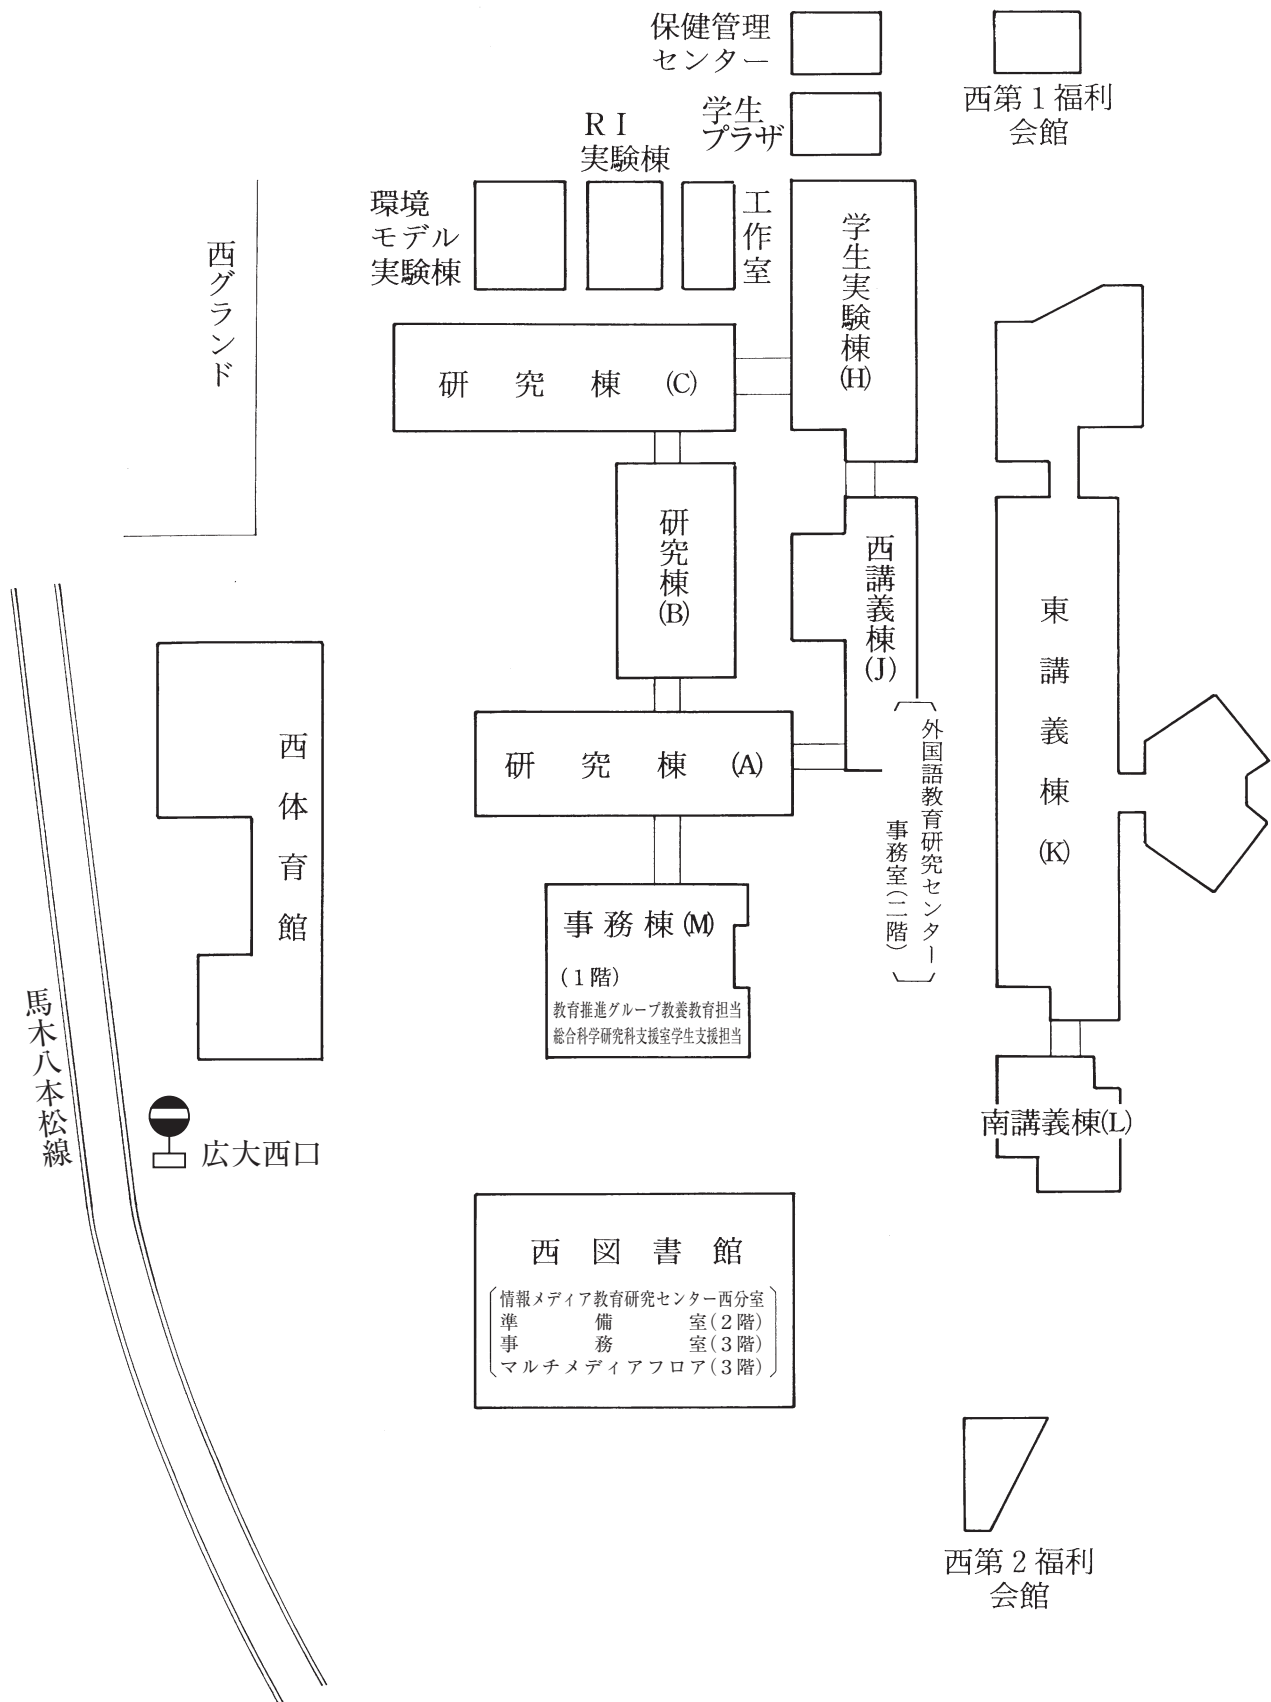 保健管理
センター
西第1福利
会館
学生
プラザ
RI
実験棟
環境
モデル
実験棟
工作室
学生実験棟(H)
西グランド
研究棟(C)
研究棟(B)
西講義棟(J)
東講義棟(K)
研究棟(A)
外国語教育研究センター
事務室(二階)
西体育館
事務棟(M)
(1階)
教育推進グループ教養教育担当
総合科学研究科支援室学生支援担当
馬木八本松線
広大西口
南講義棟(L)
西図書館
情報メディア教育研究センター西分室
準備室(2階)
事務室(3階)
マルチメディアフロア(3階)
西第2福利
会館